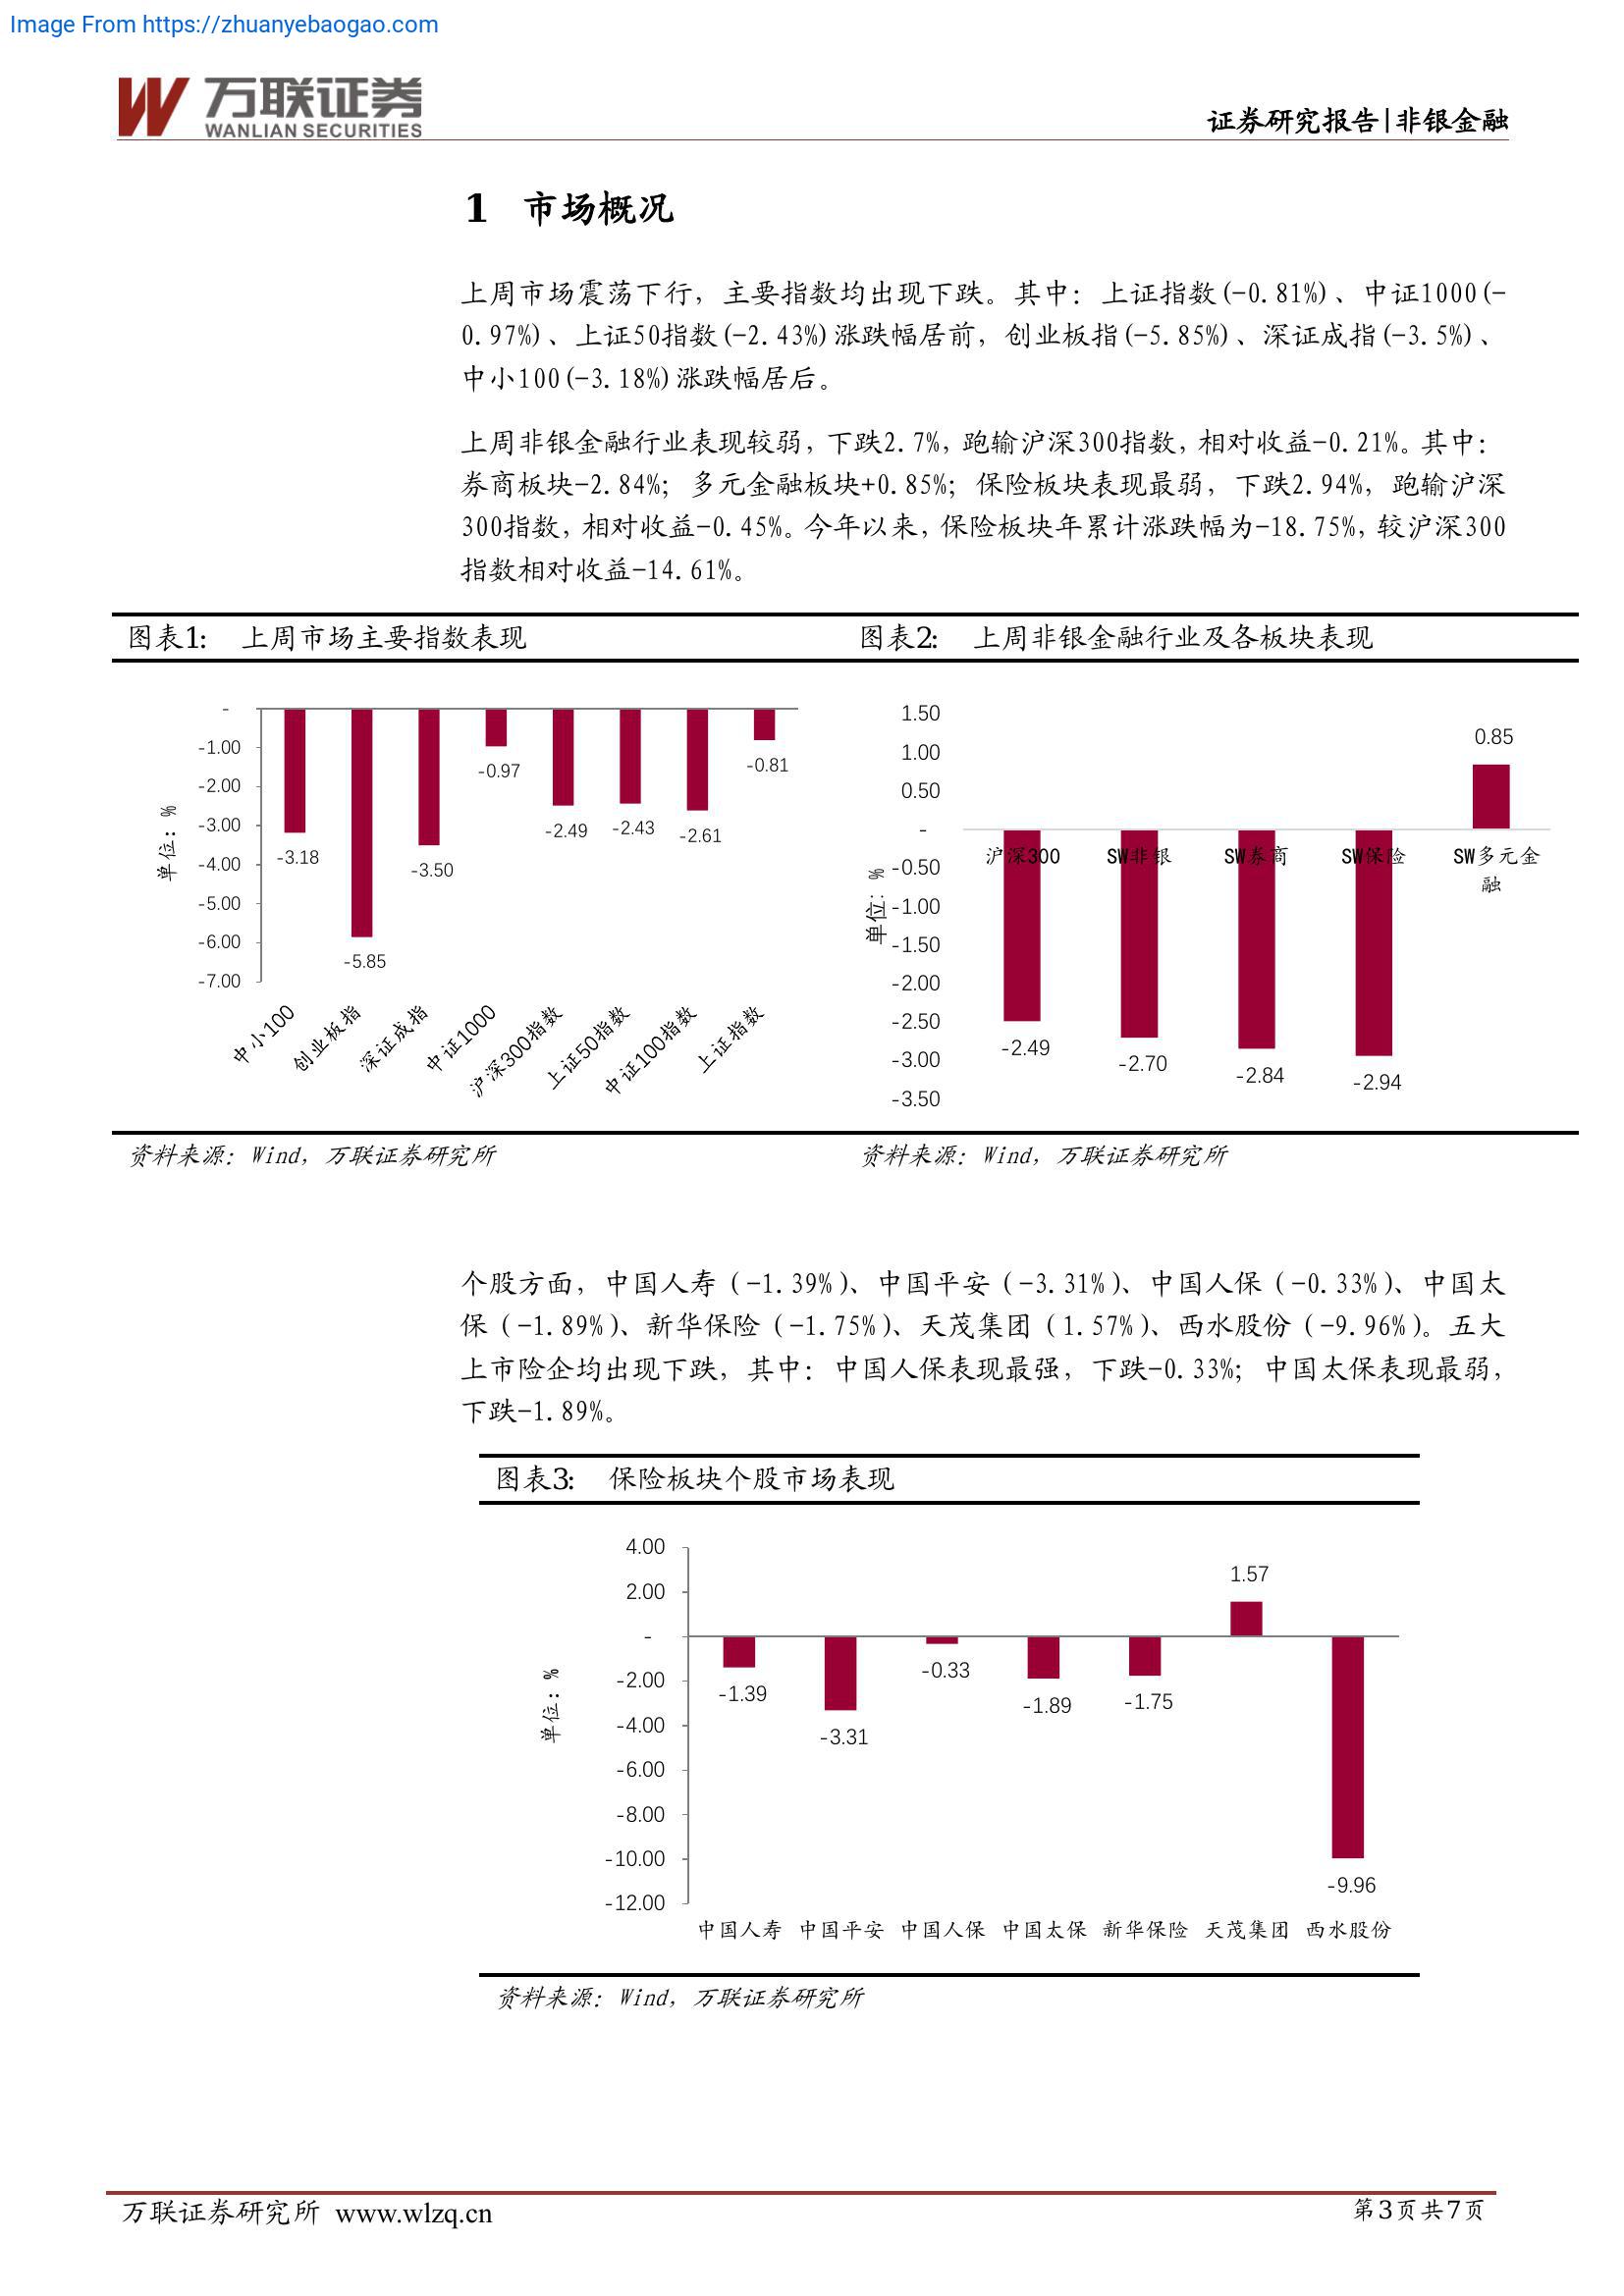 Image From https://zhuanyebaogao.com
万联证券
WANLIAN SECURITIES
证券研究报告|非银金融
1 市场概况
上周市场震荡下行，主要指数均出现下跌。其中：上证指数(-0.81%)、中证1000(-
0.97%)、上证50指数(-2.43%)涨跌幅居前，创业板指(-5.85%)、深证成指(-3.5%)、
中小100(-3.18%)涨跌幅居后。
上周非银金融行业表现较弱，下跌2.7%，跑输沪深300指数，相对收益-0.21%。其中：
券商板块-2.84%；多元金融板块+0.85%；保险板块表现最弱，下跌2.94%，跑输沪深
300指数，相对收益-0.45%。今年以来，保险板块年累计涨跌幅为-18.75%，较沪深300
指数相对收益-14.61%。
图表1: 上周市场主要指数表现
单位：%
-
-1.00
-2.00
-3.00
-4.00
-5.00
-6.00
-7.00
-3.18
-5.85
-3.50
-0.97
-2.49
-2.43
-2.61
-0.81
中小100
创业板指
深证成指
中证1000
沪深300指数
上证50指数
中证100指数
上证指数
资料来源：Wind，万联证券研究所
图表2: 上周非银金融行业及各板块表现
单位：%
1.50
1.00
0.50
-
-0.50
-1.00
-1.50
-2.00
-2.50
-3.00
-3.50
0.85
沪深300
SW非银
SW券商
SW保险
SW多元金
融
-2.49
-2.70
-2.84
-2.94
资料来源：Wind，万联证券研究所
个股方面，中国人寿（-1.39%）、中国平安（-3.31%）、中国人保（-0.33%）、中国太
保（-1.89%）、新华保险（-1.75%）、天茂集团（1.57%）、西水股份（-9.96%）。五大
上市险企均出现下跌，其中：中国人保表现最强，下跌-0.33%；中国太保表现最弱，
下跌-1.89%。
图表3: 保险板块个股市场表现
单位：%
4.00
2.00
-
-2.00
-4.00
-6.00
-8.00
-10.00
-12.00
-1.39
-3.31
-0.33
-1.89
-1.75
1.57
-9.96
中国人寿 中国平安 中国人保 中国太保 新华保险 天茂集团 西水股份
资料来源：Wind，万联证券研究所
万联证券研究所 www.wlzq.cn
第3页共7页